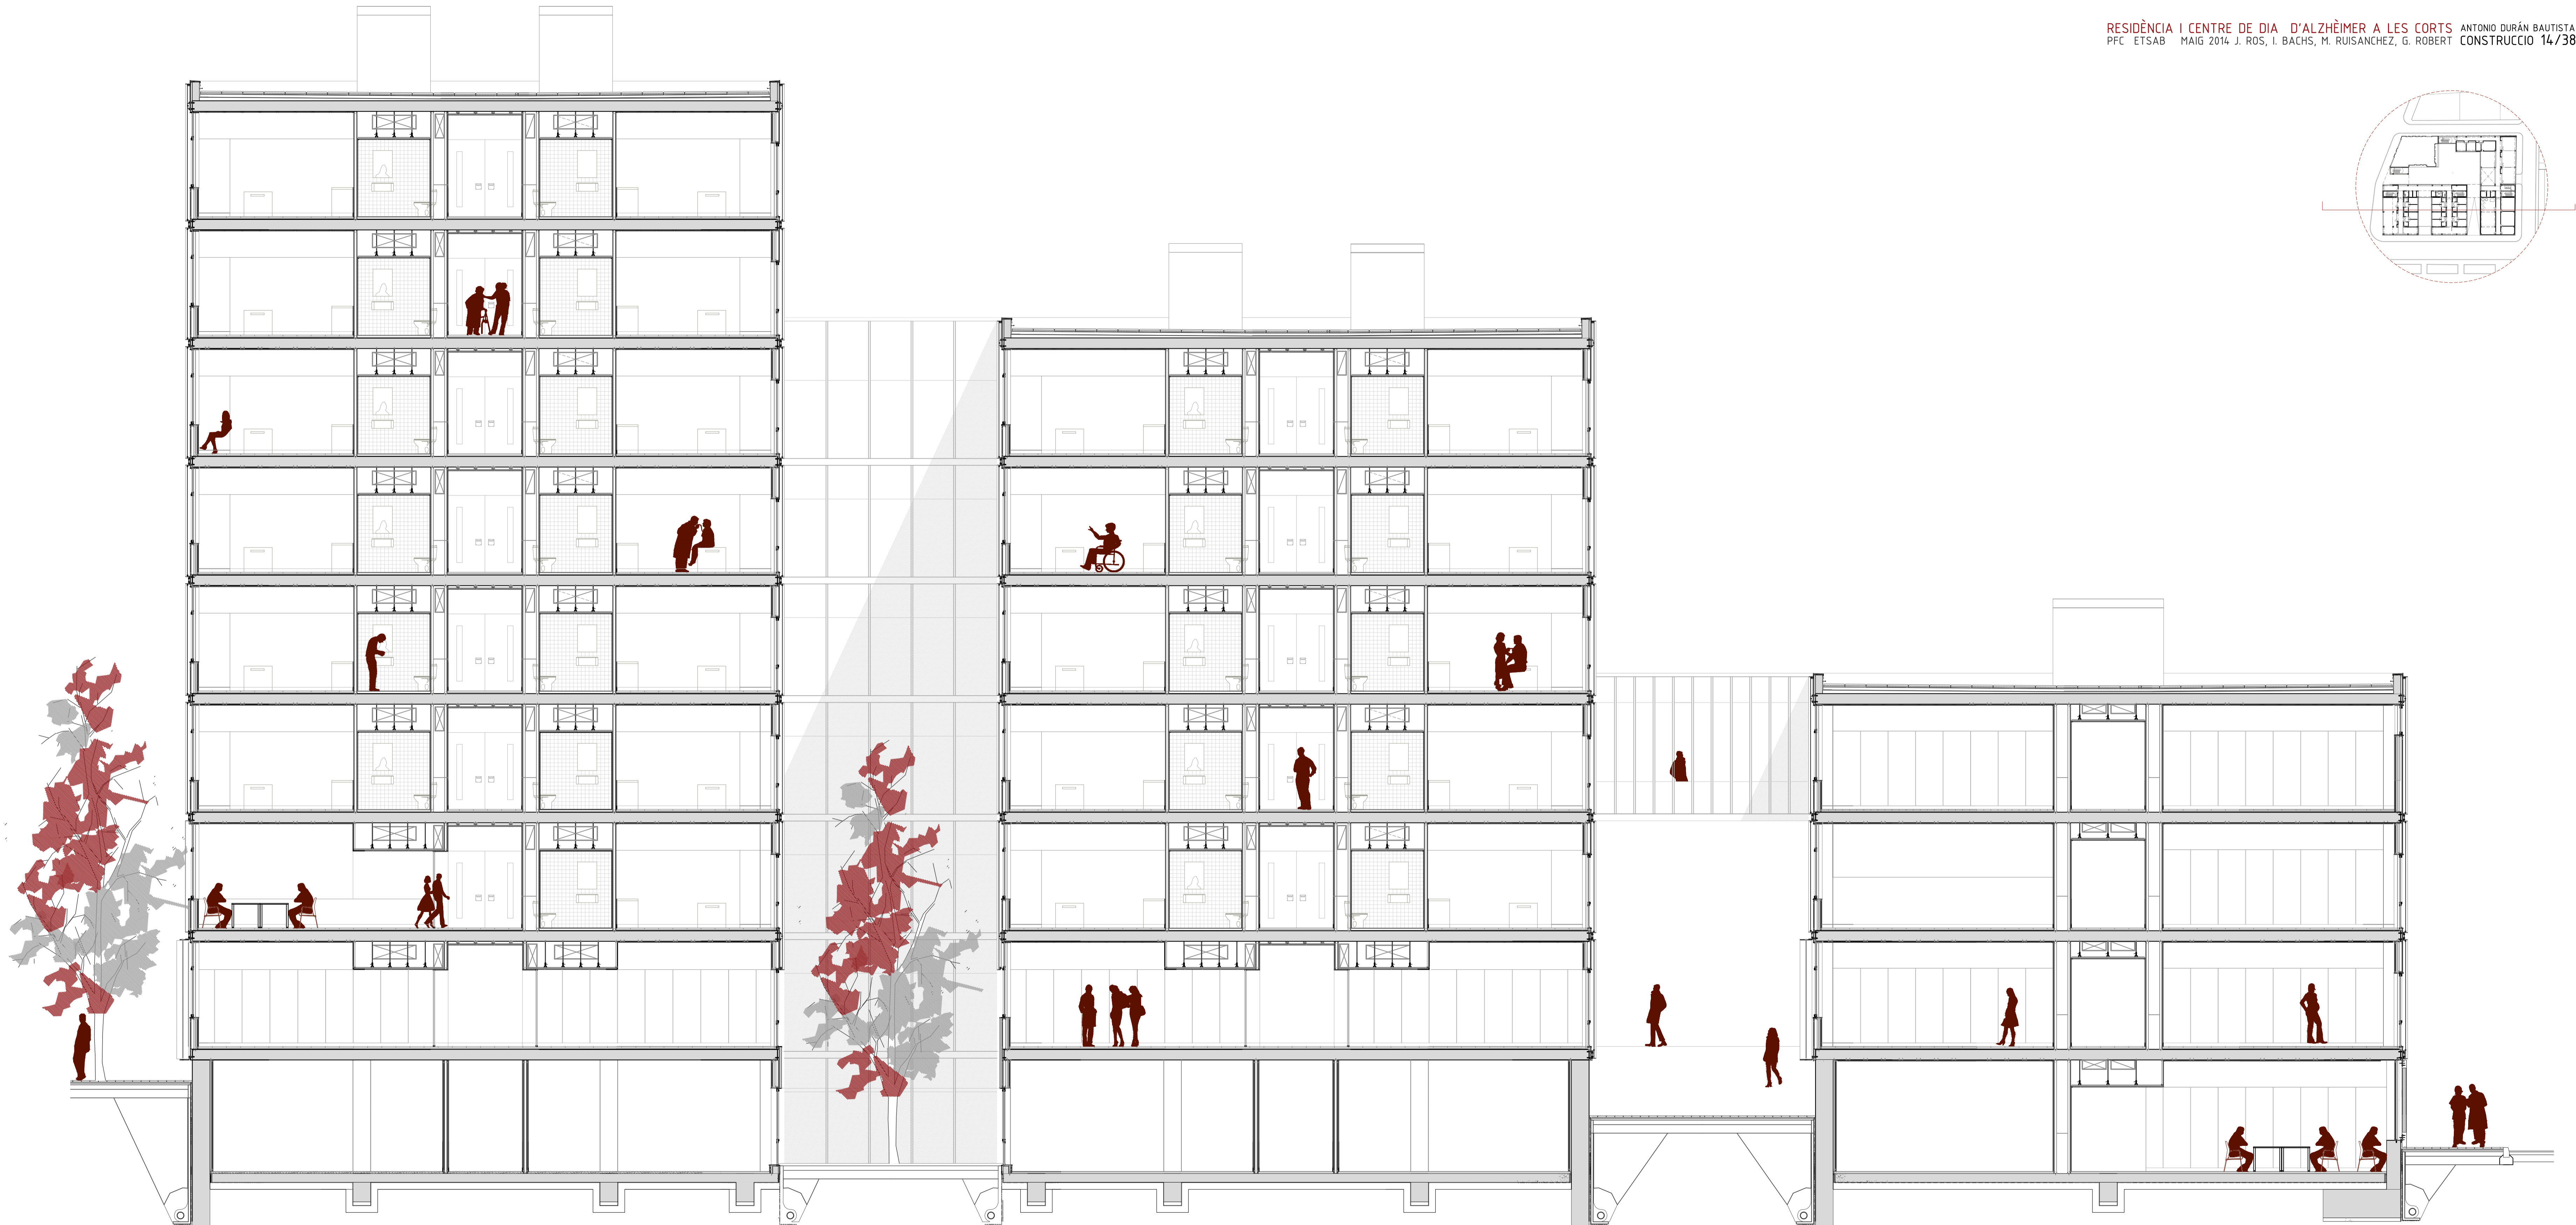 RESIDÈNCIA I CENTRE DE DIA D'ALZHÈIMER A LES CORTS ANTONIO DURÁN BAUTISTA
PFC ETSAB MAIG 2014 J. ROS, I. BACHS, M. RUISANCHEZ, G. ROBERT CONSTRUCCIO 14/38